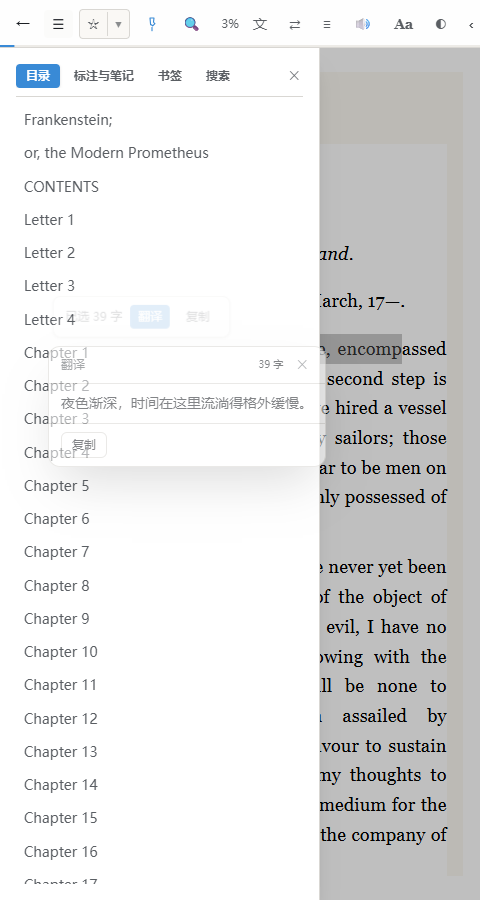 3% 文 Aa
目录 标注与笔记 书签 搜索
Frankenstein;
or, the Modern Prometheus
CONTENTS
Letter 1
Letter 2
Letter 3
Letter 4
Chapter 1
Chapter 2
Chapter 3
Chapter 4
Chapter 5
Chapter 6
Chapter 7
Chapter 8
Chapter 9
Chapter 10
Chapter 11
Chapter 12
Chapter 13
Chapter 14
Chapter 15
Chapter 16
Chapter 17
39 字 翻译 复制
翻译 39 字
夜色渐深，时间在这里流淌得格外缓慢。
复制
and.
March, 17—.
encompassed
second step is
hired a vessel
sailors; those
to be men on
possessed of
never yet been
of the object of
evil, I have no
with the
be none to
assailed by
to sustain
my thoughts to
medium for the
the company of